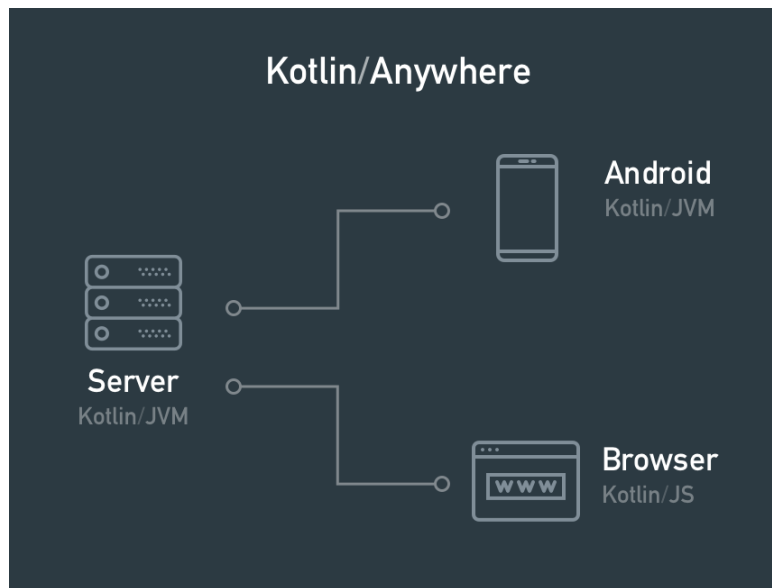 Kotlin/Anywhere
Android
Kotlin/JVM
Server
Kotlin/JVM
WWW
Browser
Kotlin/JS